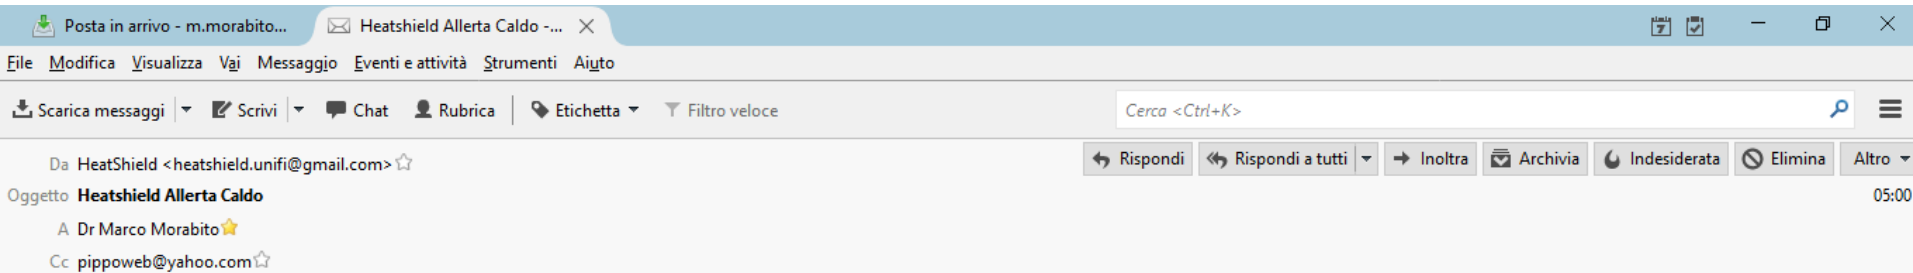 Posta in arrivo - m.morabito... Heatshield Allerta Caldo -... 7
File Modifica Visualizza Vai Messaggio Eventi e attività Strumenti Aiuto
Scarica messaggi Scrivi Chat Rubrica Etichetta Filtro veloce Cerca <Ctrl+K>
Da HeatShield <heatshield.unifi@gmail.com> Rispondi Rispondi a tutti Inoltra Archivia Indesiderata Elimina Altro
Oggetto Heatshield Allerta Caldo 05:00
A Dr Marco Morabito
Cc pippoweb@yahoo.com